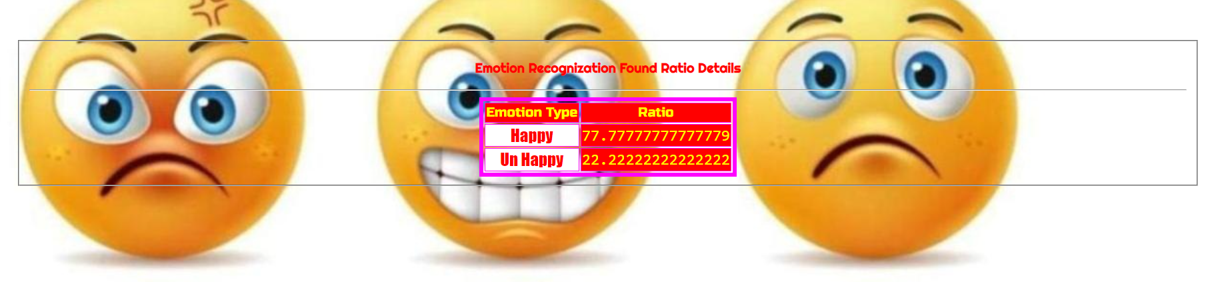 Emotion Recognization Found Ratio Details
Emotion Type Ratio
Happy 77.77777777777779
Un Happy 22.22222222222222